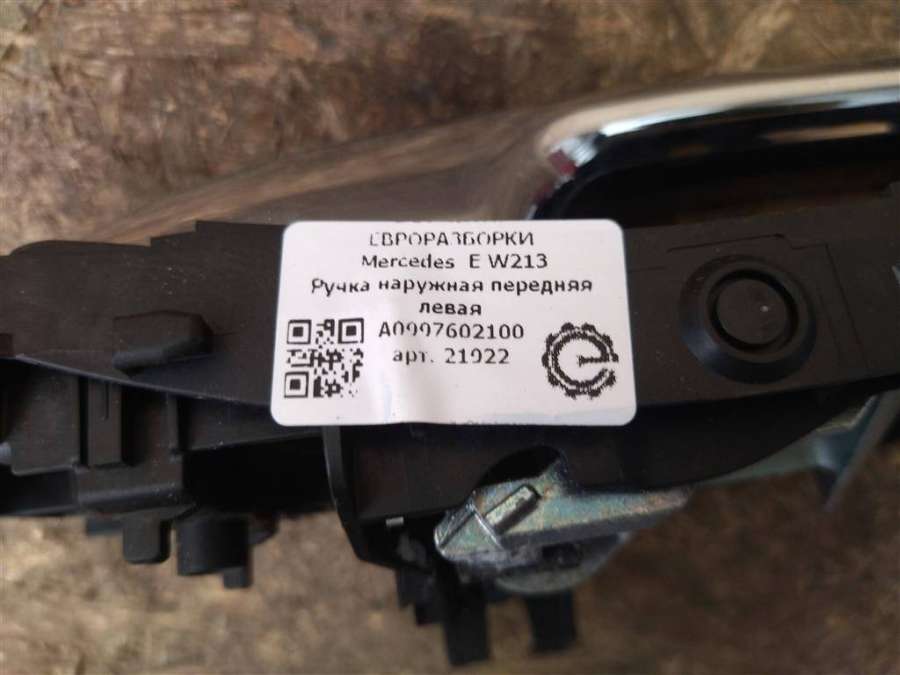 ЕВРОРАЗБОРКИ
Mercedes E W213
Ручка наружная передняя
левая
A0997602100
арт. 21922